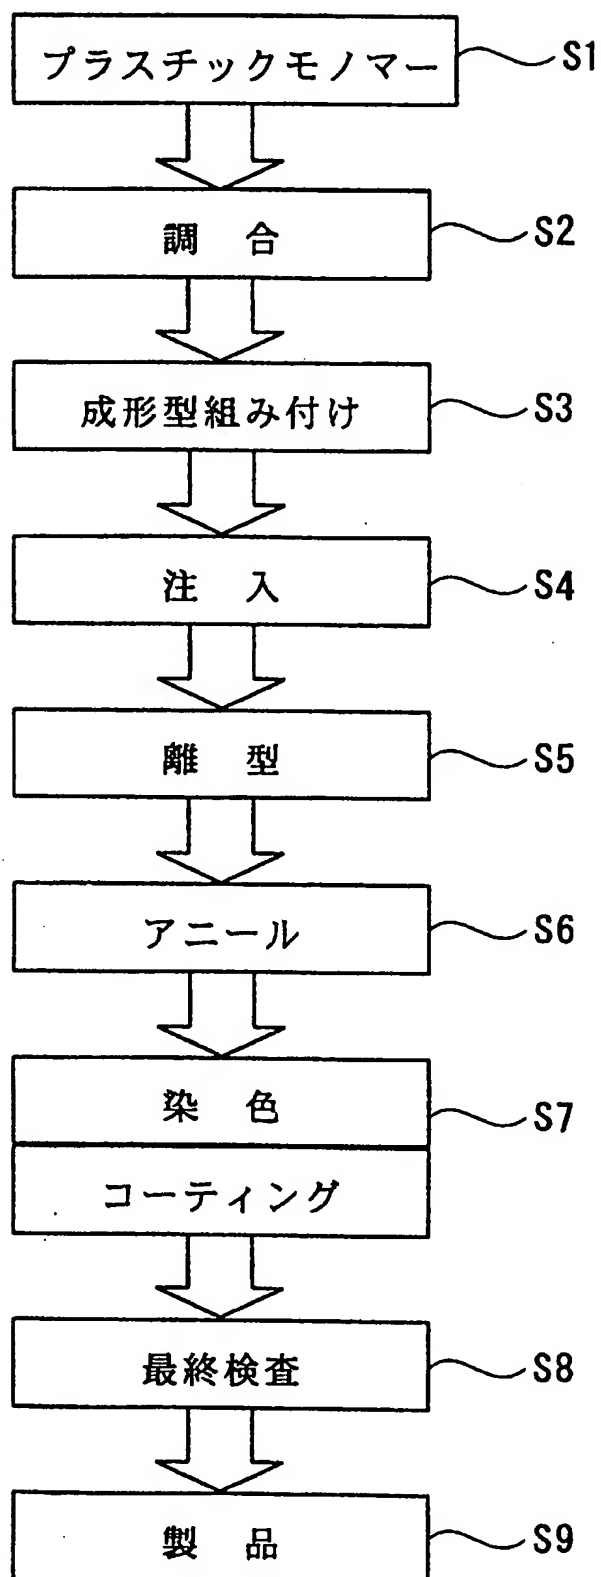 プラスチックモノマー S1
調 合 S2
成形型組み付け S3
注 入 S4
離 型 S5
アニール S6
染 色 S7
コーティング
最終検査 S8
製 品 S9